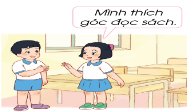 Mình thích
góc đọc sách.